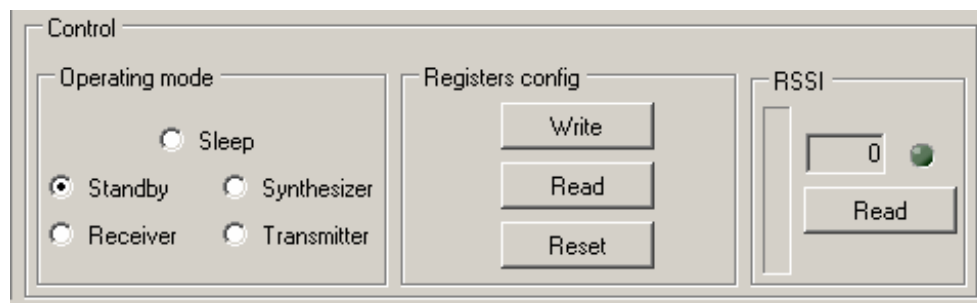 Control
Operating mode
Sleep
Standby
Synthesizer
Receiver
Transmitter
Registers config
Write
Read
Reset
RSSI
0
Read